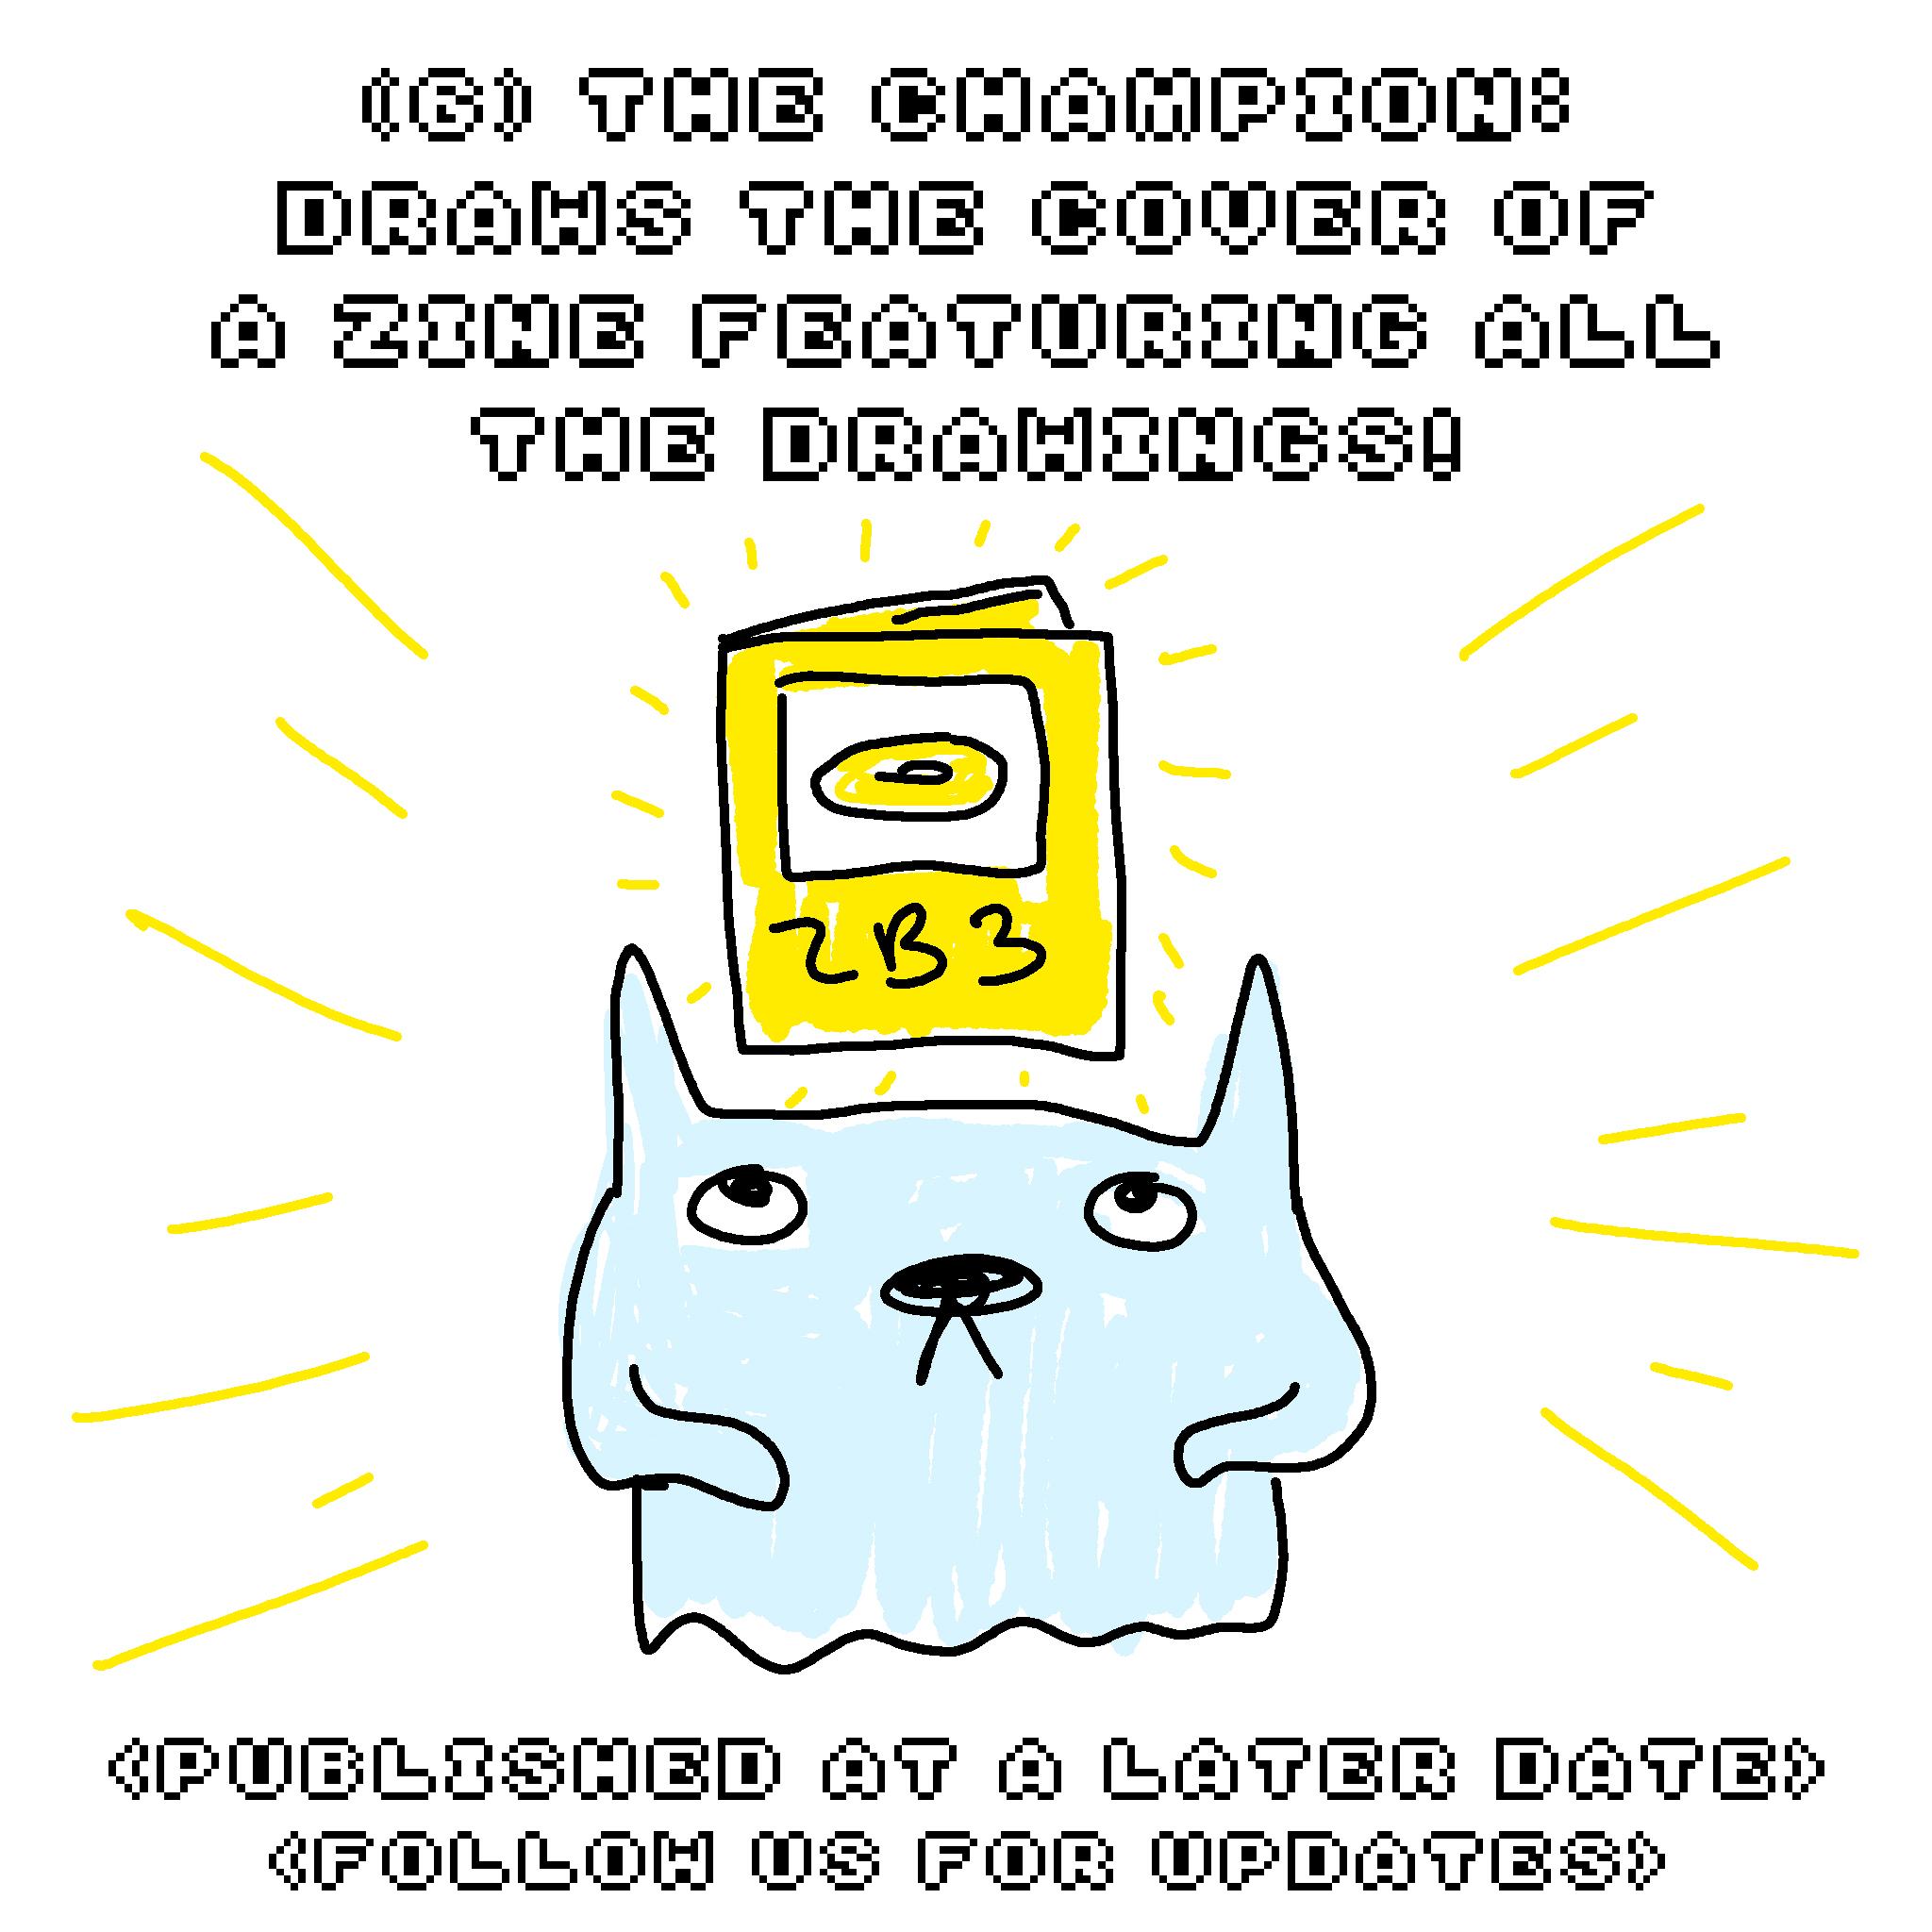 (6) THE CHAMPION:
DRAWS THE COVER OF
A ZINE FEATURING ALL
THE DRAWINGS!
ZB3
<PUBLISHED AT A LATER DATE>
<FOLLOW US FOR UPDATES>